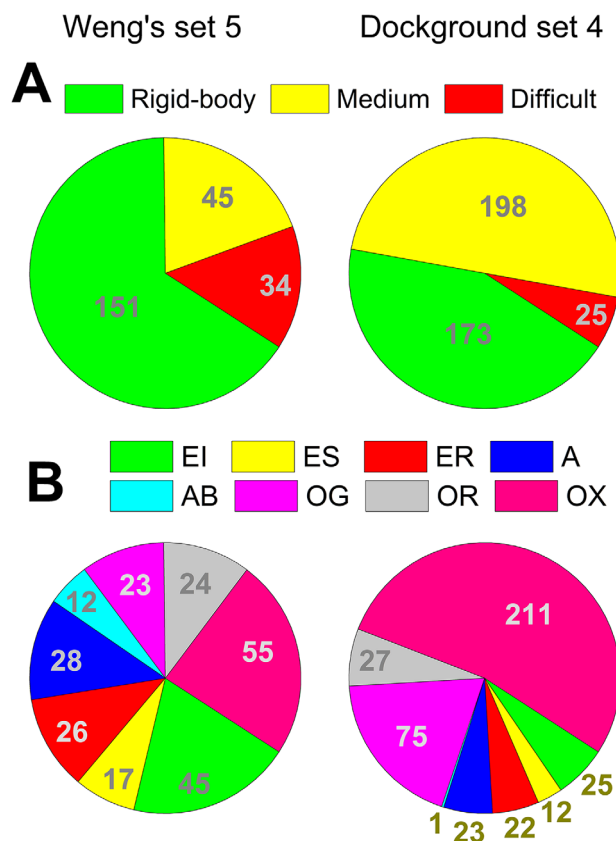 Weng's set 5 Dockground set 4
A Rigid-body Medium Difficult
45 198
151 34 173 25
EI ES ER A
B AB OG OR OX
23 24 211
12 55 27
28 75
26 17 45 25
1 23 22 12